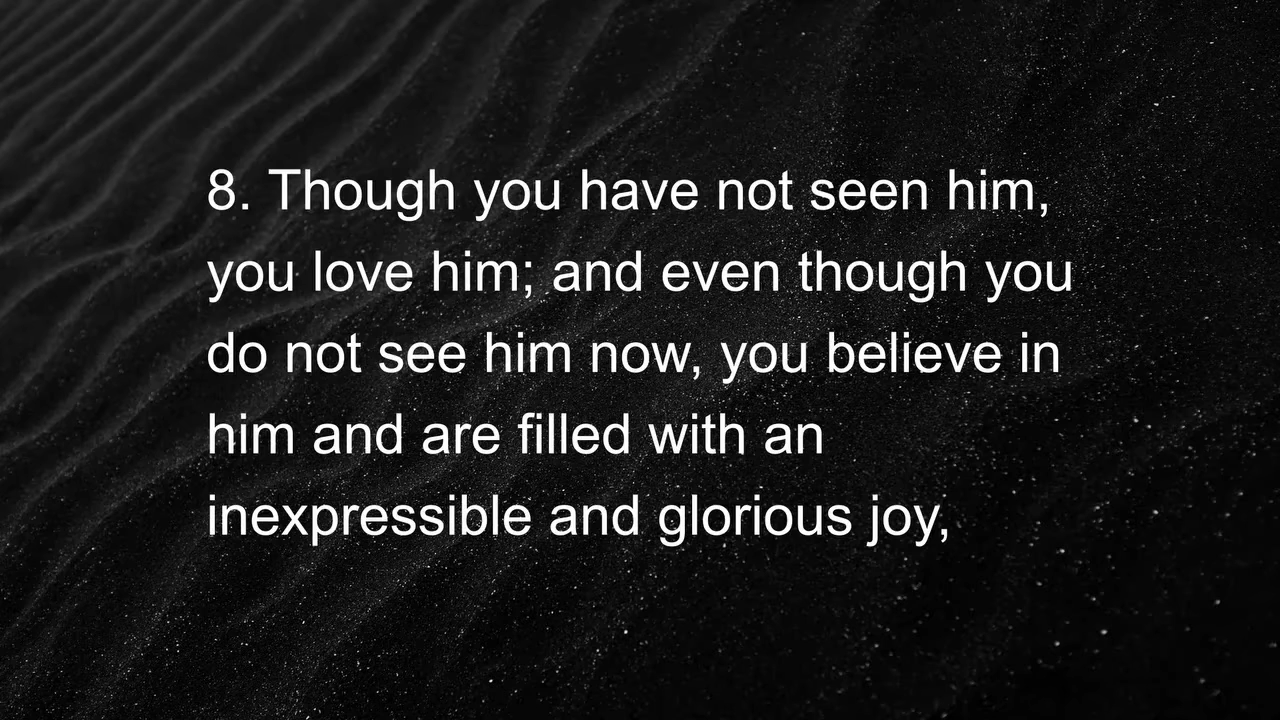 8. Though you have not seen him,
you love him; and even though you
do not see him now, you believe in
him and are filled with an
inexpressible and glorious joy,